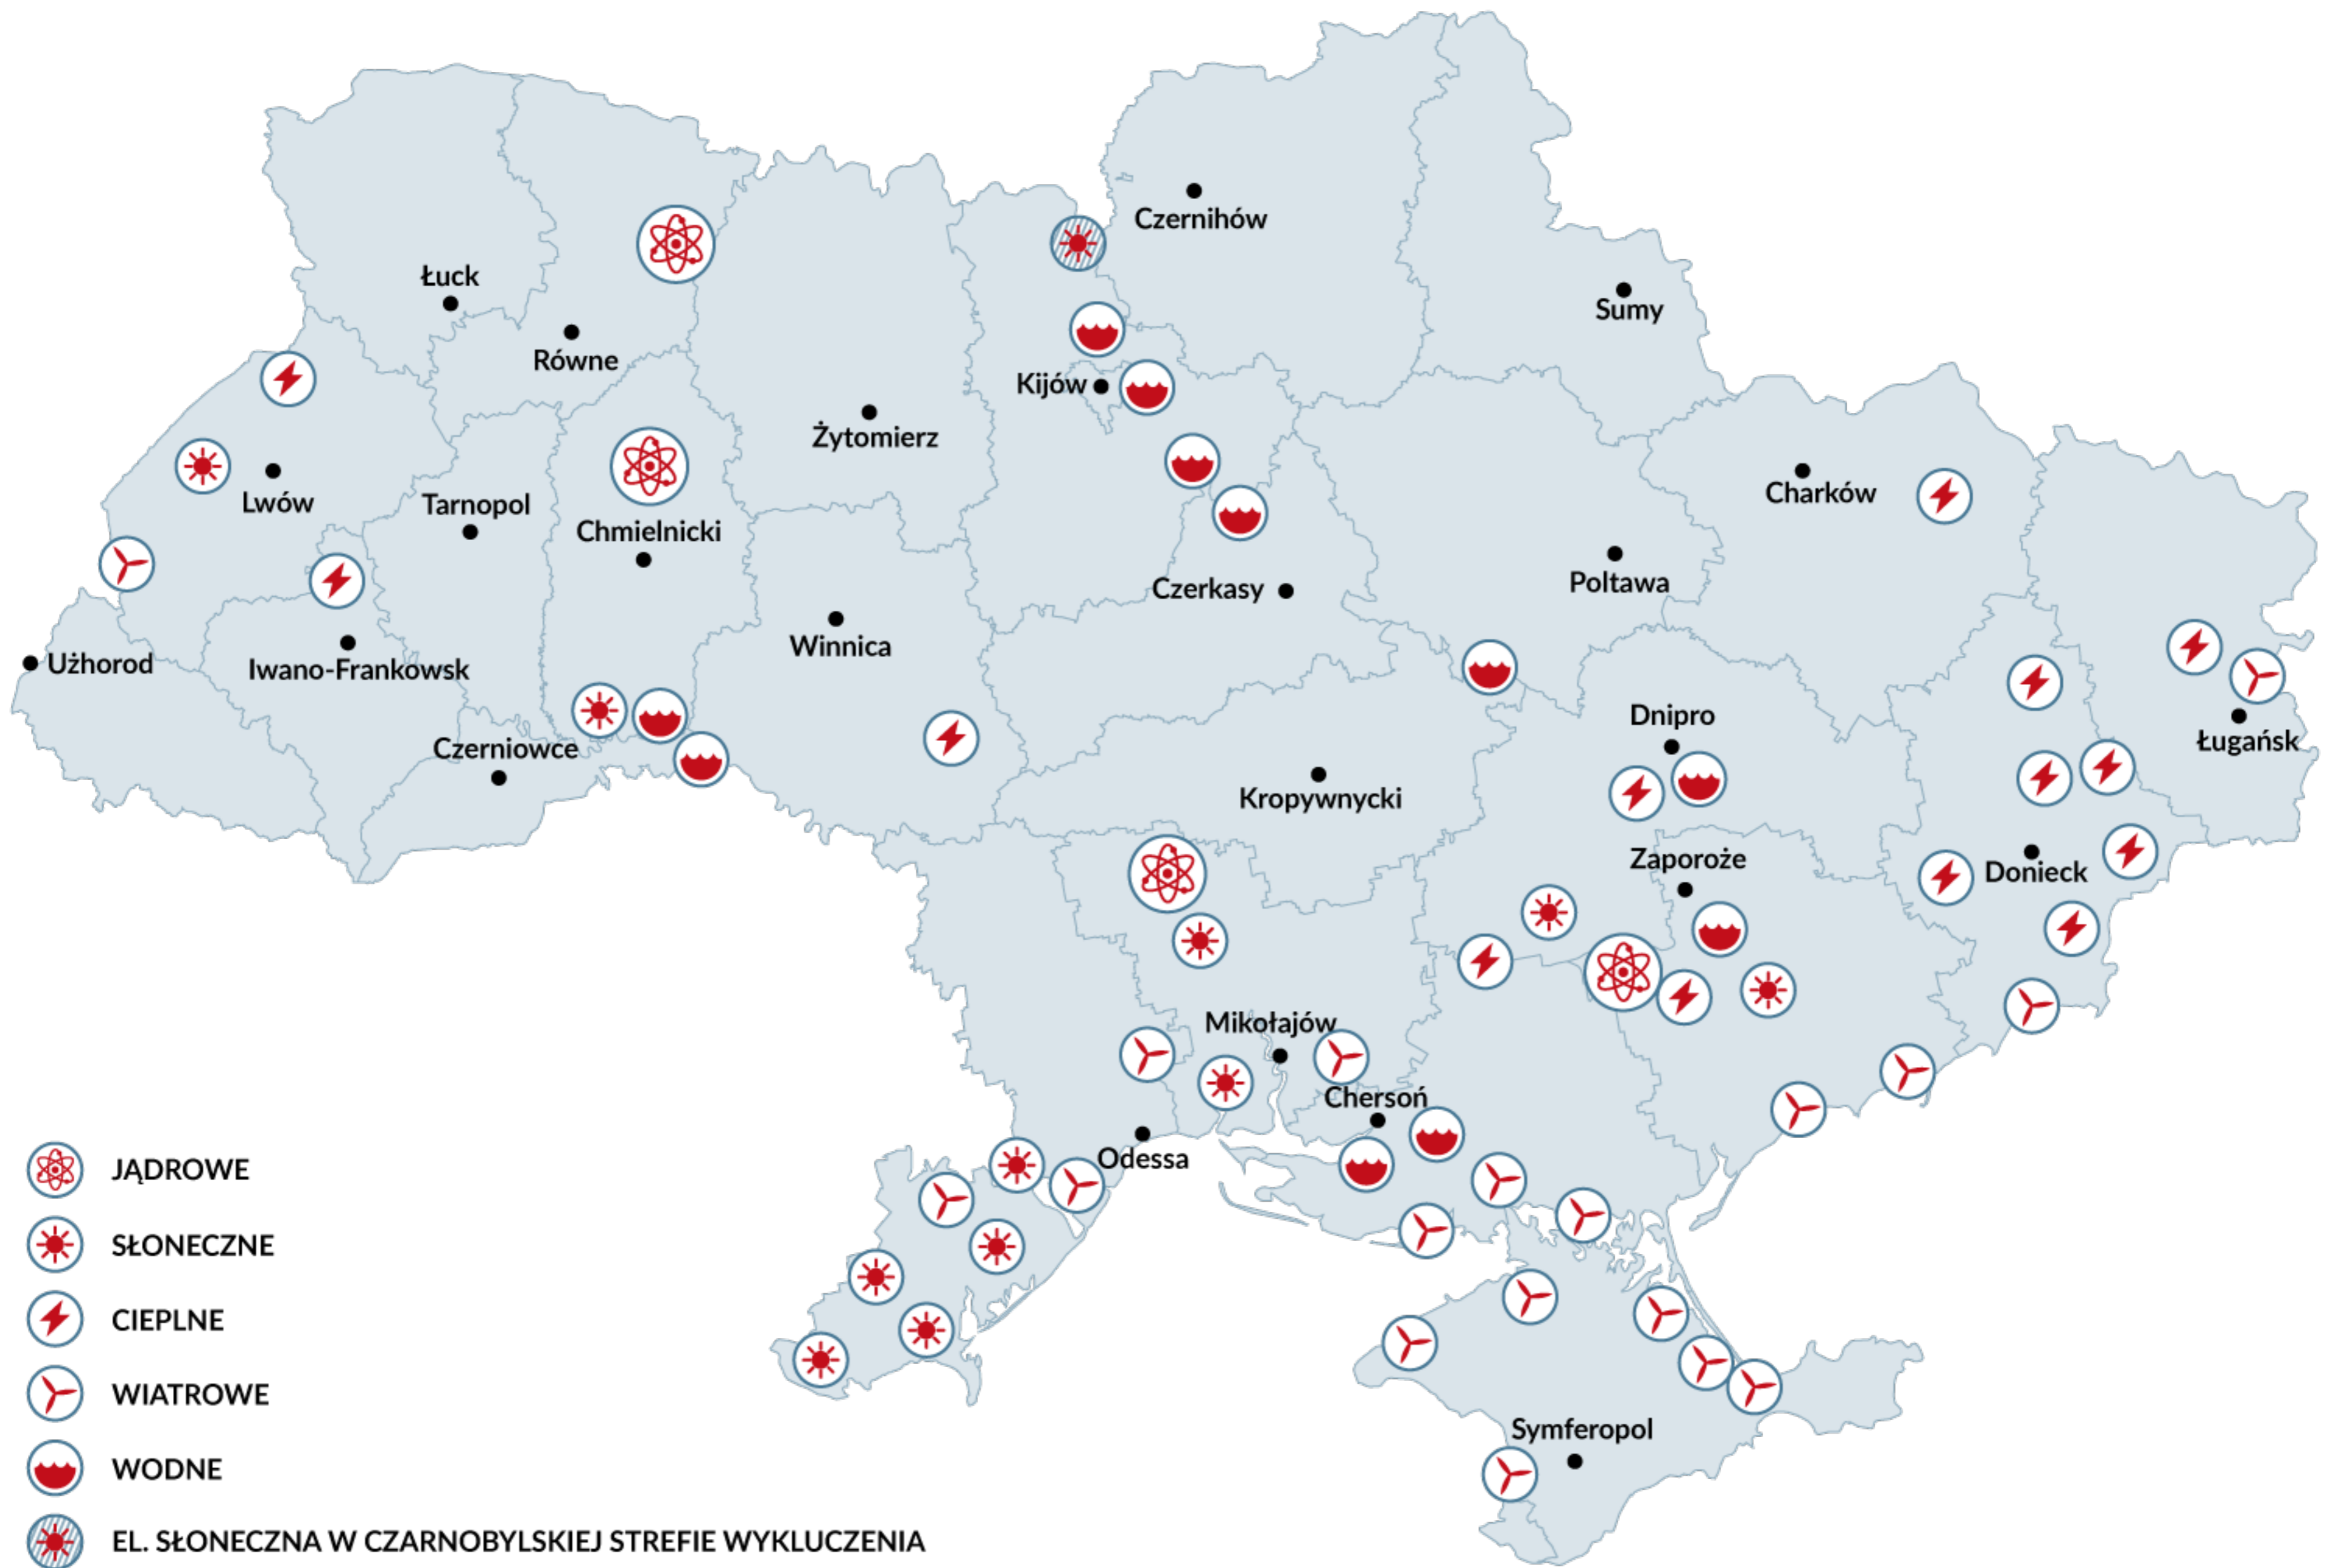 Czernihów
Łuck
Sumy
Równe
Kijów
Żytomierz
Lwów
Tarnopol
Charków
Chmielnicki
Poltawa
Czerkasy
Winnica
Użhorod
Iwano-Frankowsk
Dnipro
Ługańsk
Czerniowce
Kropywnycki
Zaporoże
Donieck
Mikołajów
Chersoń
Odessa
Symferopol
JĄDROWE
SŁONECZNE
CIEPLNE
WIATROWE
WODNE
EL. SŁONECZNA W CZARNOBYLSKIEJ STREFIE WYKLUCZENIA